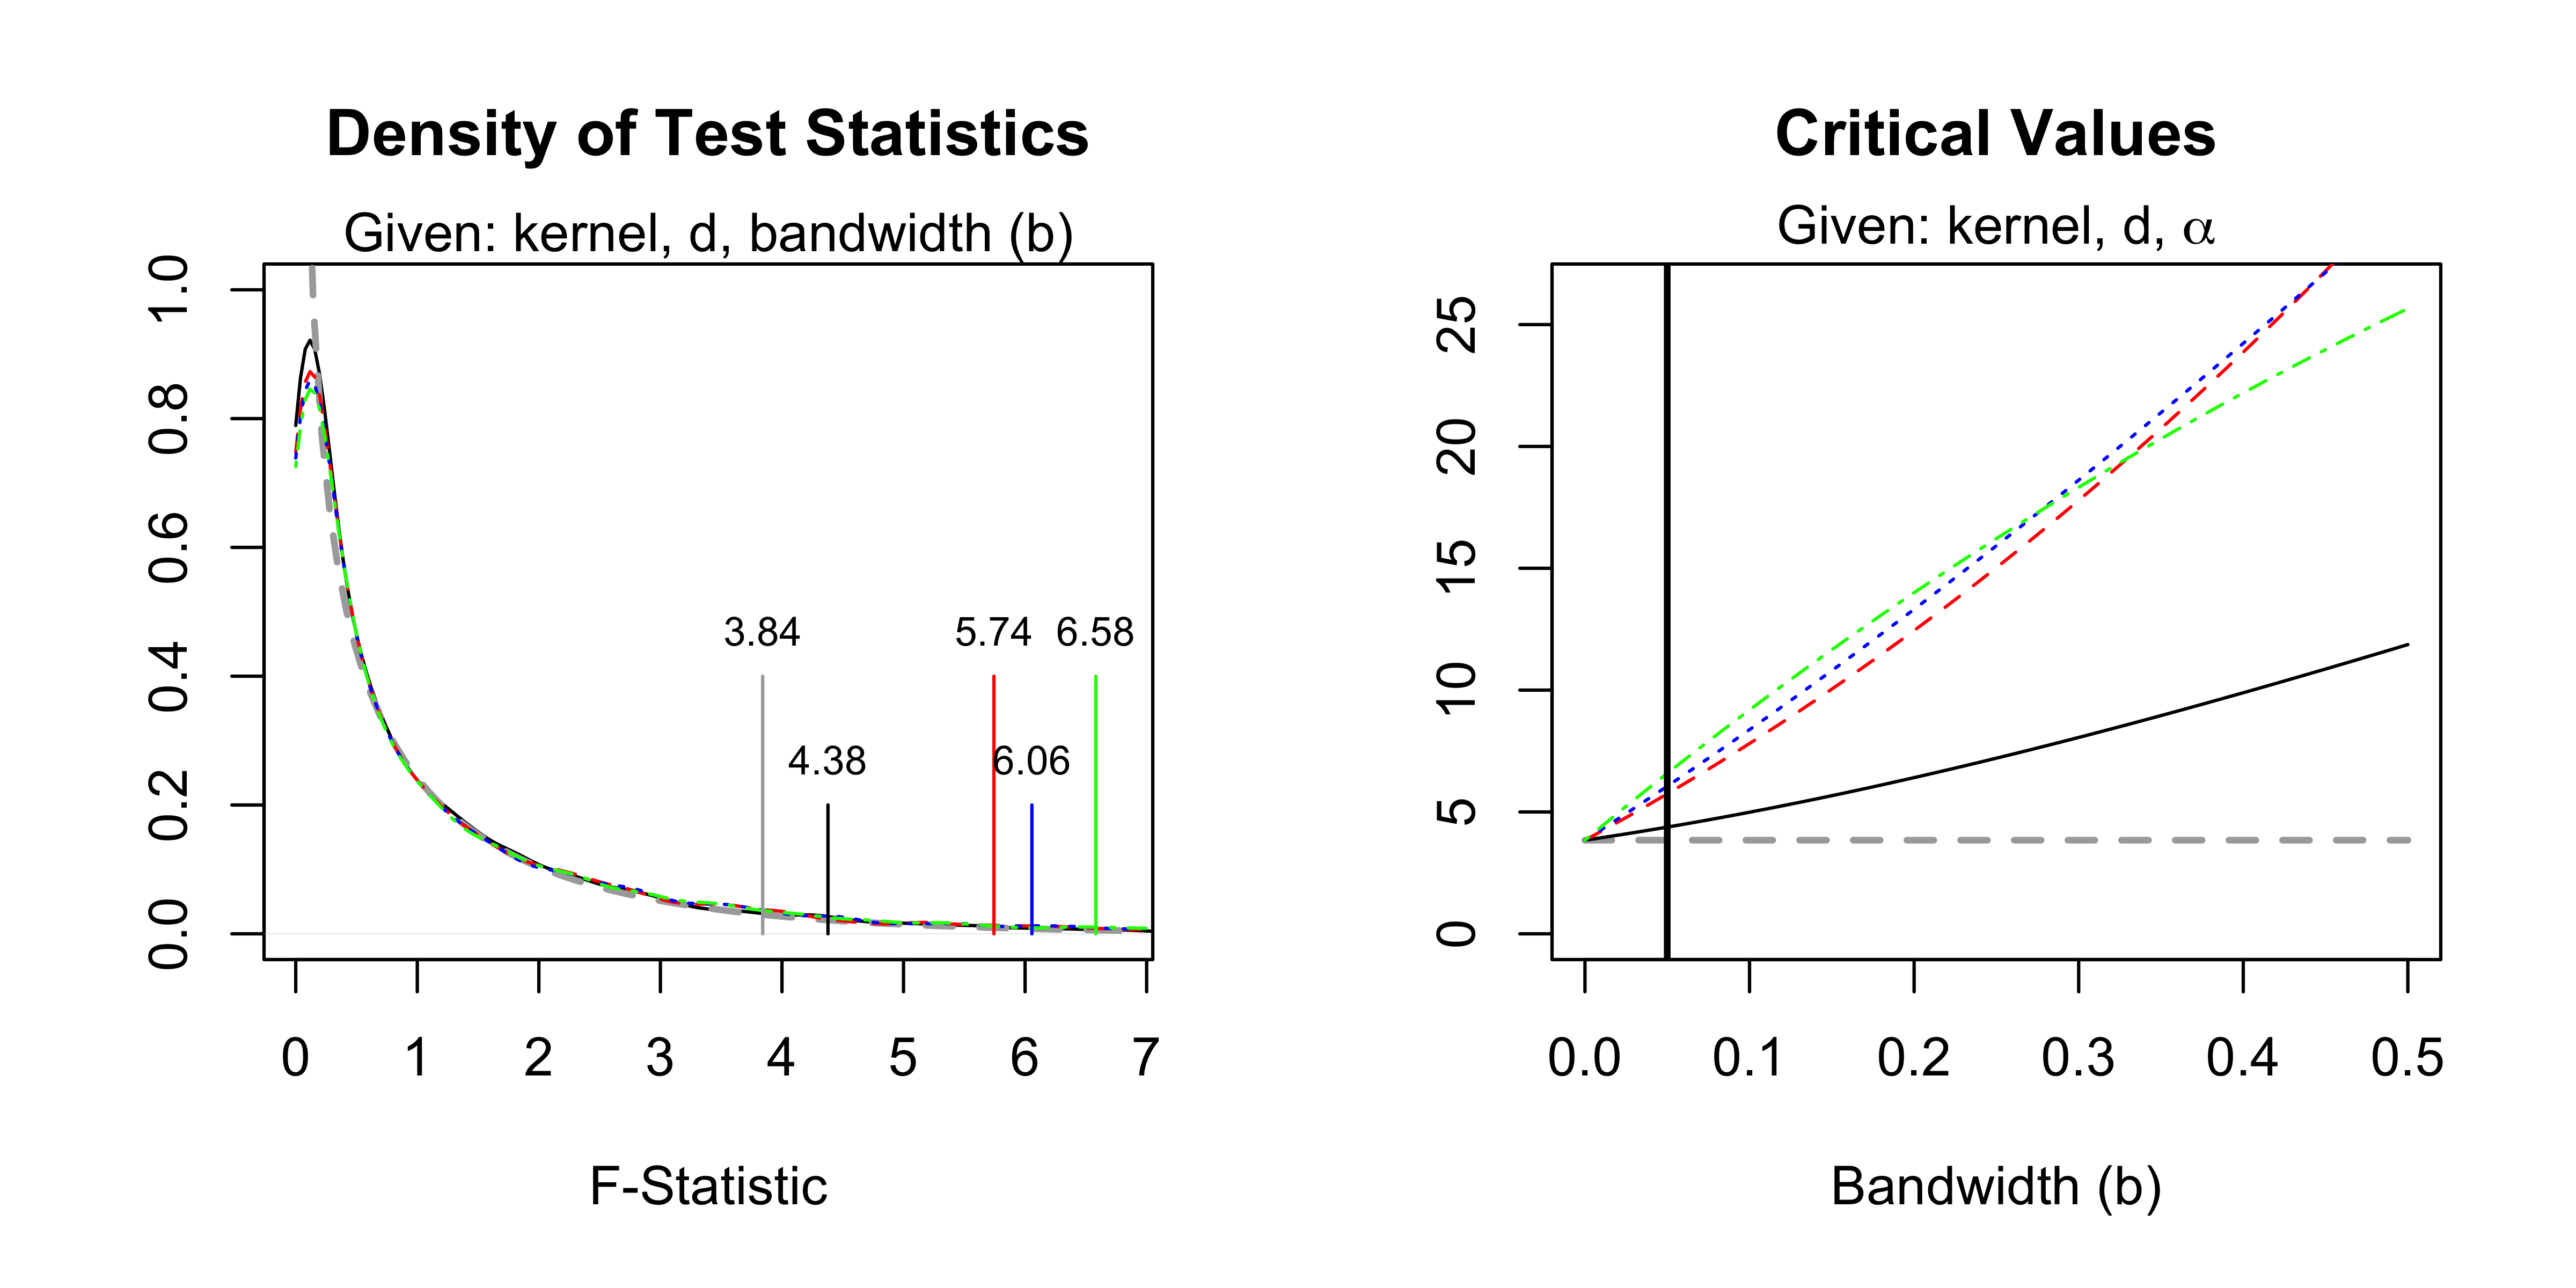 Density of Test Statistics
Given: kernel, d, bandwidth (b)
1.0
0.8
0.6
0.4
0.2
0.0
3.84
5.74
6.58
4.38
6.06
0 1 2 3 4 5 6 7
F-Statistic
Critical Values
Given: kernel, d, α
25
20
15
10
5
0
0.0 0.1 0.2 0.3 0.4 0.5
Bandwidth (b)